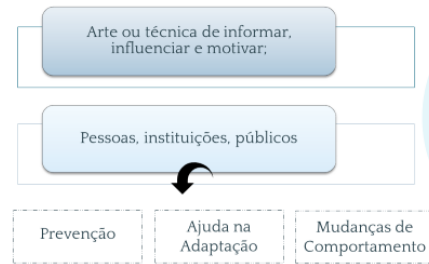 Arte ou técnica de informar,
influenciar e motivar;
Pessoas, instituições, públicos
Prevenção
Ajuda na
Adaptação
Mudanças de
Comportamento